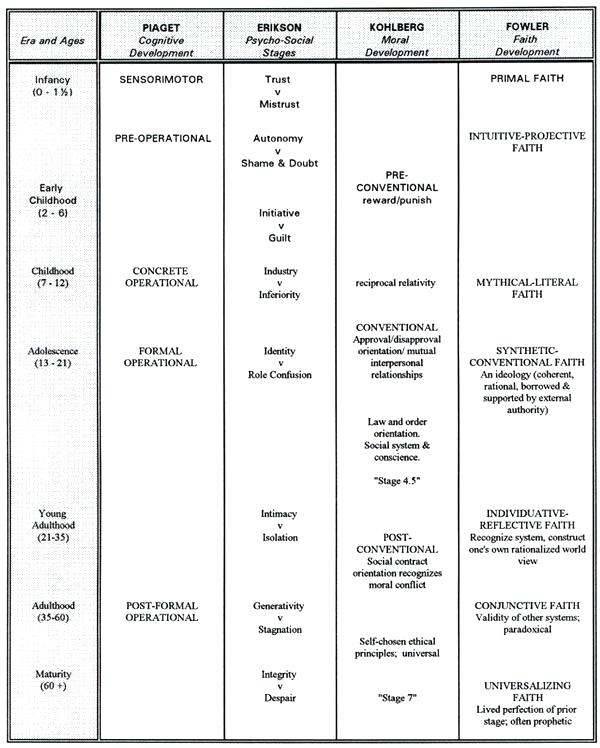 Era and Ages
PIAGET
Cognitive
Development
ERIKSON
Psycho-Social
Stages
KOHLBERG
Moral
Development
FOWLER
Faith
Development
Infancy
(0 - 1 ½)
SENSORIMOTOR
Trust
v
Mistrust
PRIMAL FAITH
PRE-OPERATIONAL
Autonomy
v
Shame & Doubt
INTUITIVE-PROJECTIVE
FAITH
Early
Childhood
(2 - 6)
Initiative
v
Guilt
PRE-
CONVENTIONAL
reward/punish
Childhood
(7 - 12)
CONCRETE
OPERATIONAL
Industry
v
Inferiority
reciprocal relativity
MYTHICAL-LITERAL
FAITH
Adolescence
(13 - 21)
FORMAL
OPERATIONAL
Identity
v
Role Confusion
CONVENTIONAL
Approval/disapproval
orientation/ mutual
interpersonal
relationships
Law and order
orientation.
Social system &
conscience.
"Stage 4.5"
SYNTHETIC-
CONVENTIONAL FAITH
An ideology (coherent,
rational, borrowed &
supported by external
authority)
Young
Adulthood
(21-35)
Intimacy
v
Isolation
POST-
CONVENTIONAL
Social contract
orientation recognizes
moral conflict
INDIVIDUATIVE-
REFLECTIVE FAITH
Recognize system, construct
one's own rationalized world
view
Adulthood
(35-60)
POST-FORMAL
OPERATIONAL
Generativity
v
Stagnation
Self-chosen ethical
principles; universal
CONJUNCTIVE FAITH
Validity of other systems;
paradoxical
Maturity
(60 +)
Integrity
v
Despair
"Stage 7"
UNIVERSALIZING
FAITH
Lived perfection of prior
stage; often prophetic